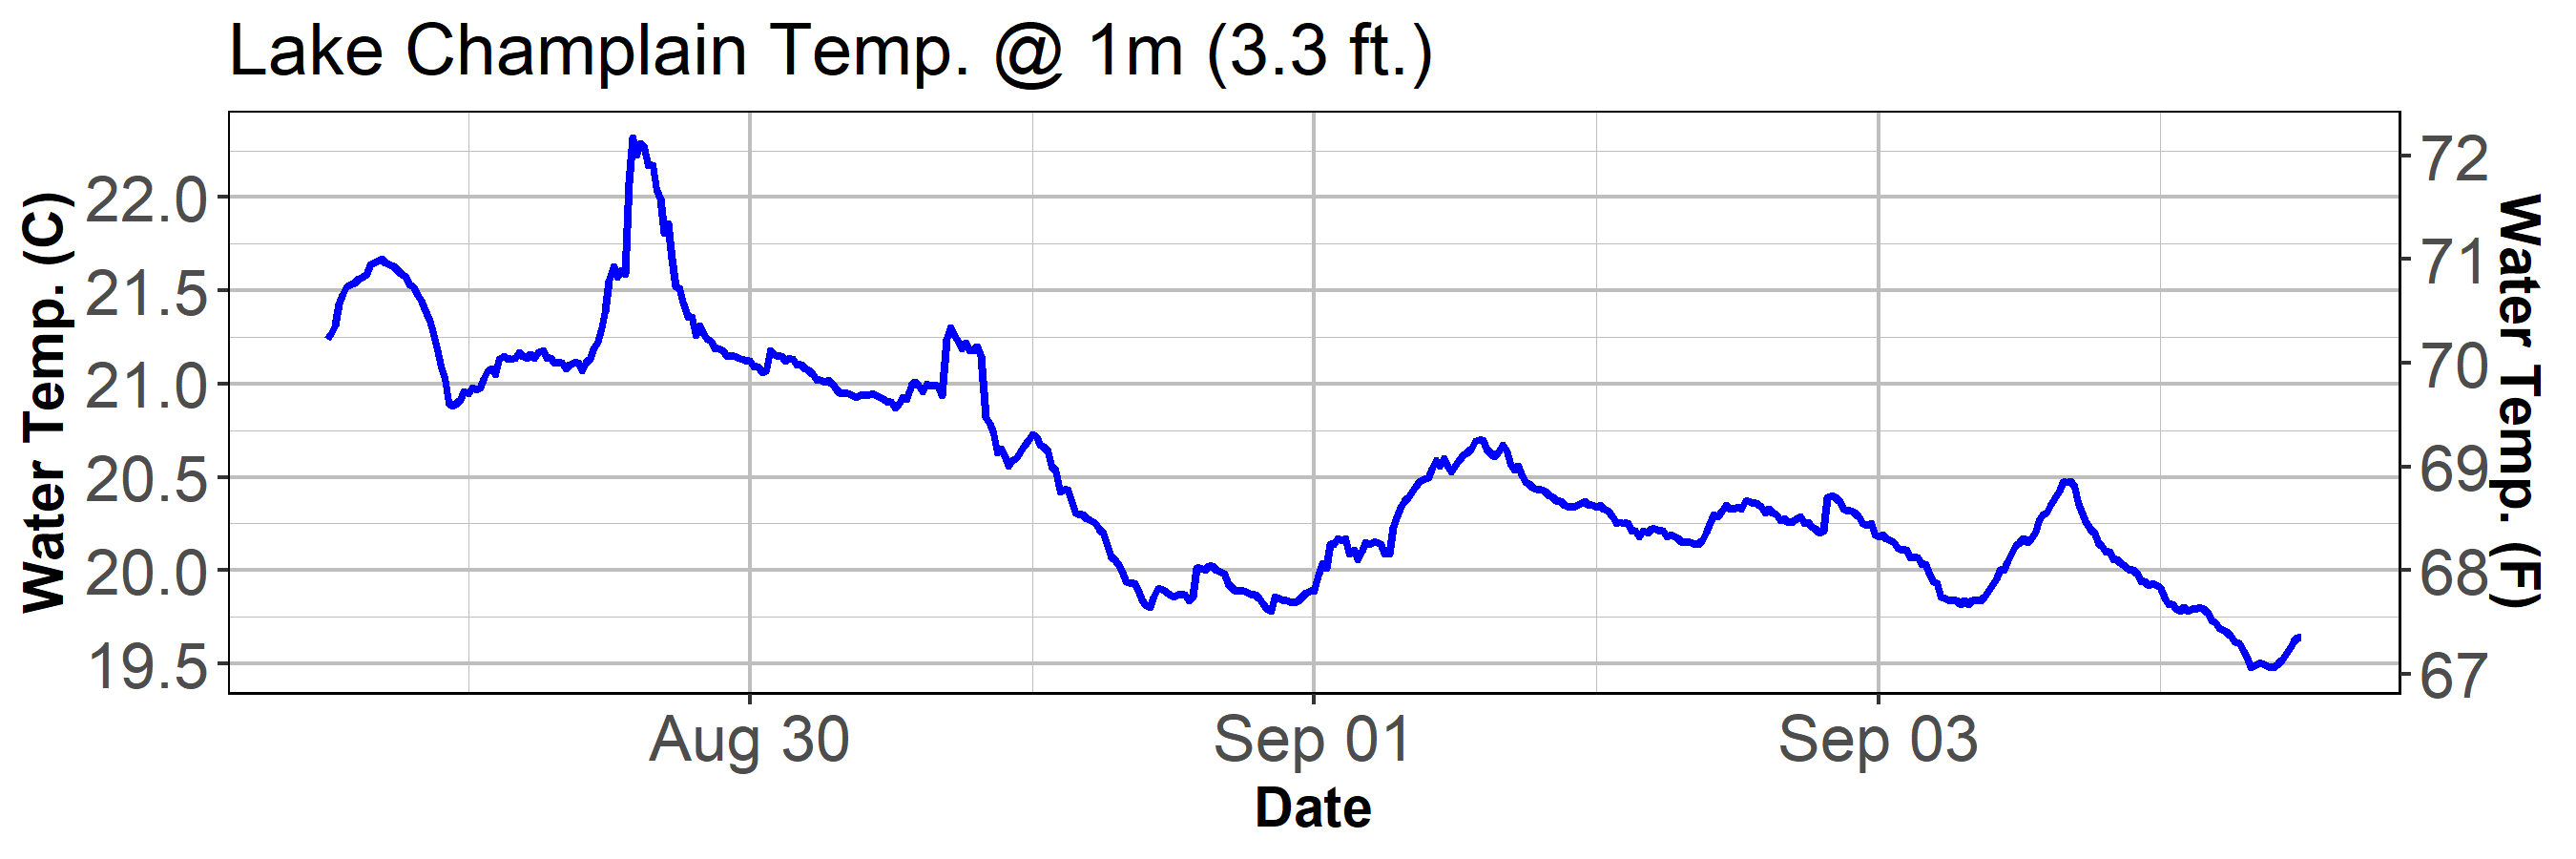 Lake Champlain Temp. @ 1m (3.3 ft.)
Water Temp. (C)
22.0
21.5
21.0
20.5
20.0
19.5
72
71
70
69
68
67
Water Temp. (F)
Aug 30
Sep 01
Sep 03
Date